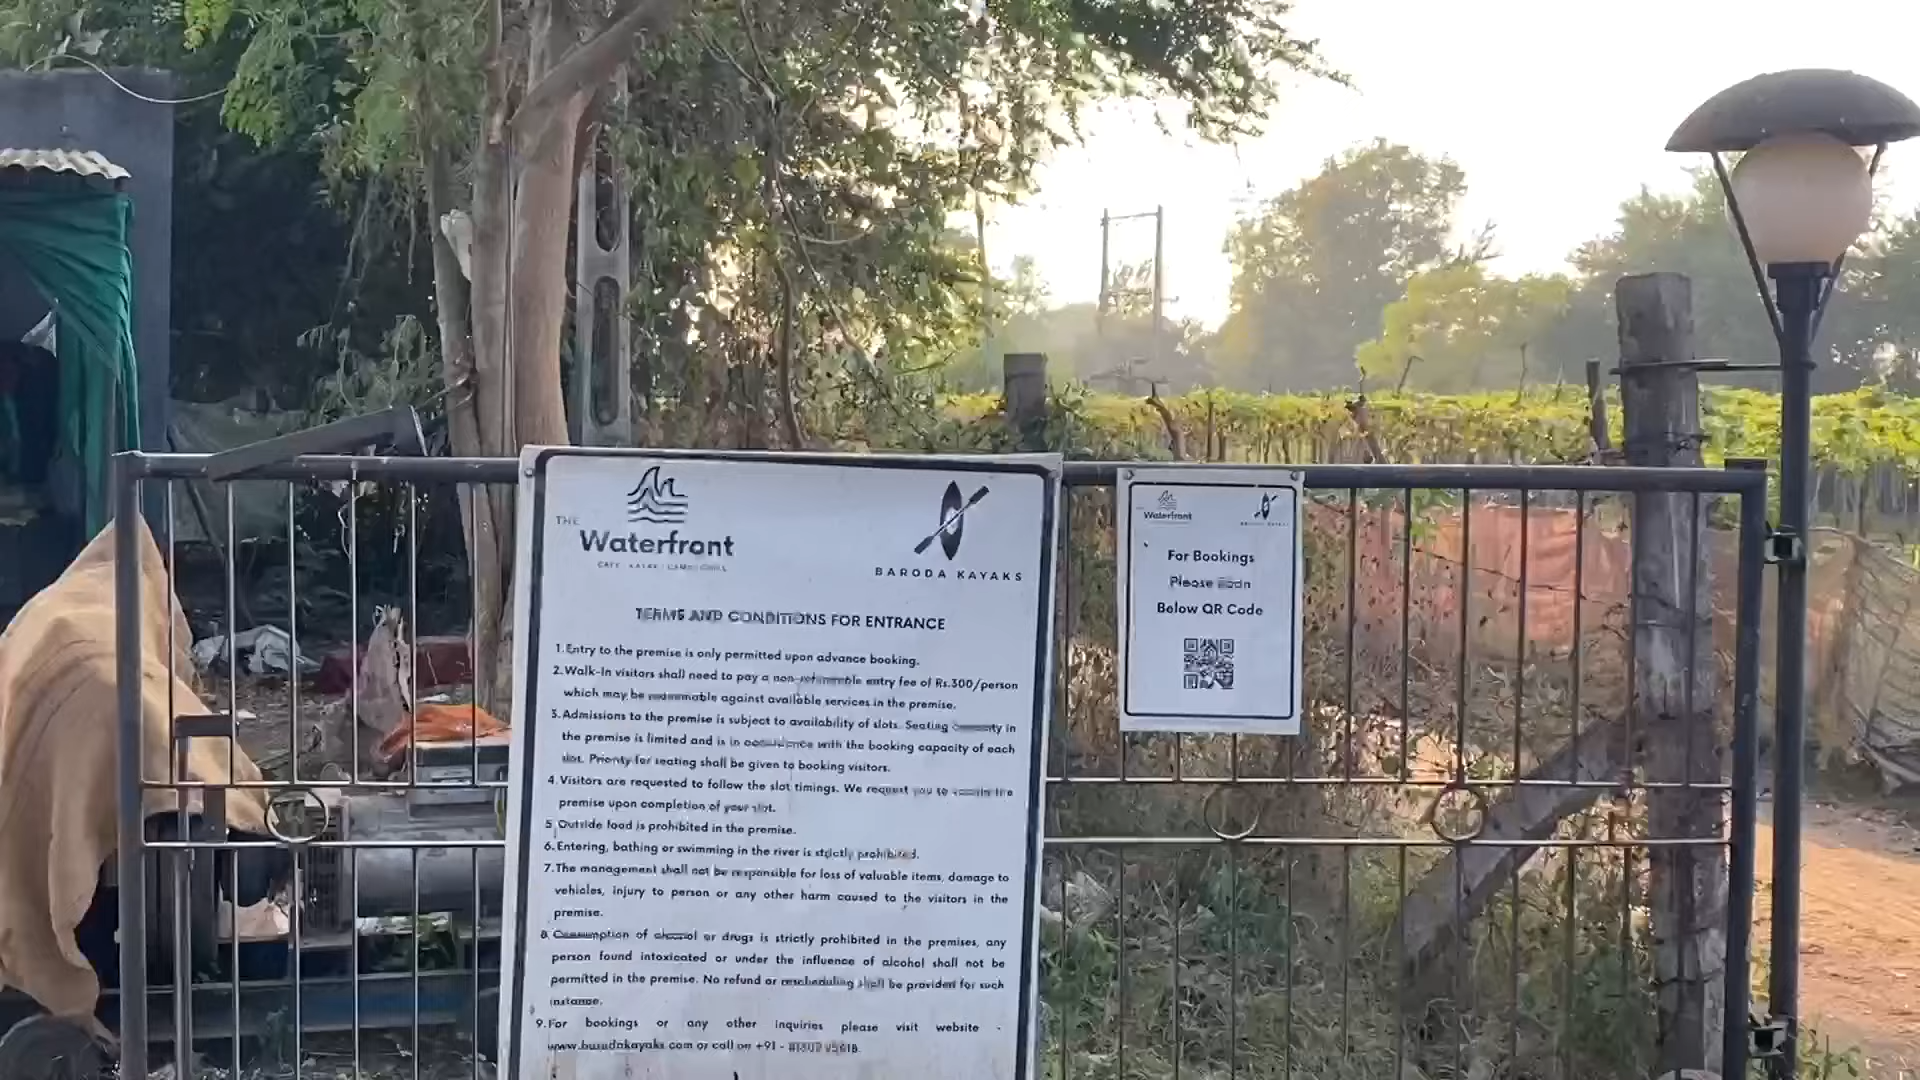 THE
Waterfront
BARODA KAYAKS
TERMS AND CONDITIONS FOR ENTRANCE
1. Entry to the premise is only permitted upon advance booking.
2. Walk-In visitors shall need to pay a non-refundable entry fee of Rs.300/person
which may be redeemable against available services in the premise.
3. Admissions to the premise is subject to availability of slots. Seating capacity in
the premise is limited and is in accordance with the booking capacity of each
slot. Priority for seating shall be given to booking visitors.
4. Visitors are requested to follow the slot timings. We request you to the
premise upon completion of your slot.
5. Outside food is prohibited in the premise.
6. Entering, bathing or swimming in the river is strictly prohibited.
7. The management shall not be responsible for loss of valuable items, damage to
vehicles, injury to person or any other harm caused to the visitors in the
premise.
8. Consumption of alcohol or drugs is strictly prohibited in the premises, any
person found intoxicated or under the influence of alcohol shall not be
permitted in the premise. No refund or rescheduling shall be provided for such
instance.
9. For bookings or any other inquiries please visit website -
or call on +91 -
Waterfront
For Bookings
Please Scan
Below QR Code